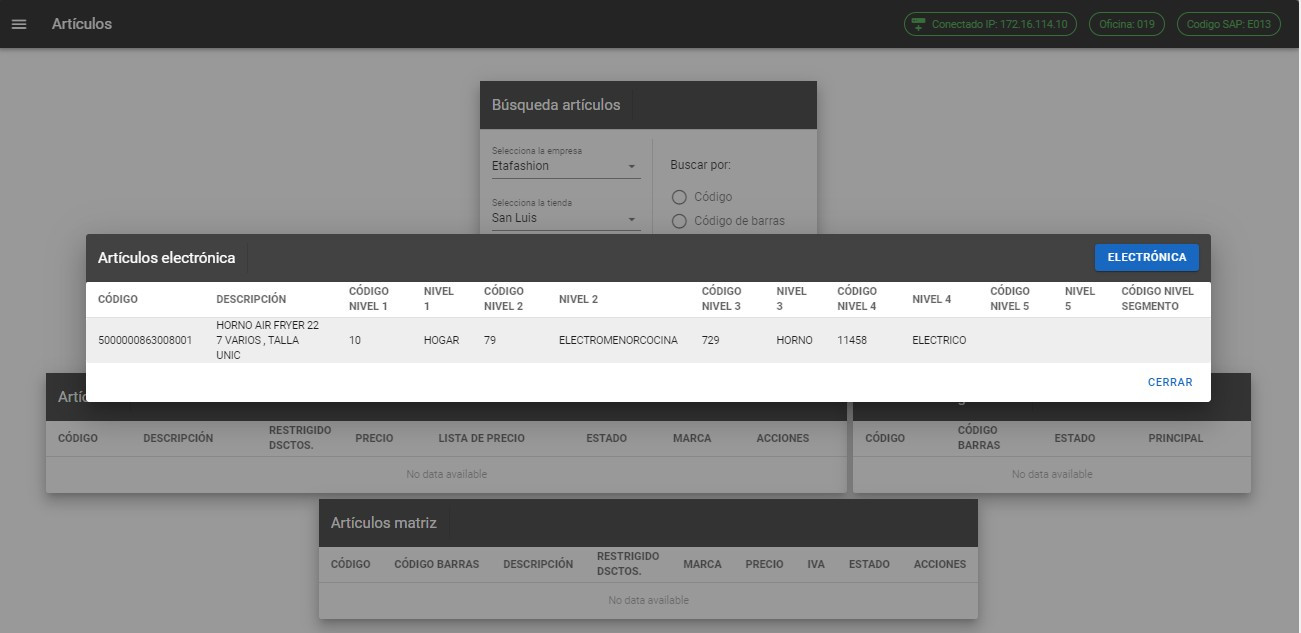 Artículos
Conectado IP: 172.16.114.10
Oficina: 019
Codigo SAP: E013
Búsqueda artículos
Selecciona la empresa
Etafashion
Selecciona la tienda
San Luis
Buscar por:
Código
Código de barras
Artículos electrónica
ELECTRÓNICA
CÓDIGO DESCRIPCIÓN CÓDIGO NIVEL 1 NIVEL 1 CÓDIGO NIVEL 2 NIVEL 2 CÓDIGO NIVEL 3 NIVEL 3 CÓDIGO NIVEL 4 NIVEL 4 CÓDIGO NIVEL 5 NIVEL 5 CÓDIGO NIVEL SEGMENTO
5000000863008001 HORNO AIR FRYER 22 7 VARIOS , TALLA UNIC 10 HOGAR 79 ELECTROMENORCOCINA 729 HORNO 11458 ELECTRICO
CERRAR
CÓDIGO DESCRIPCIÓN RESTRIGIDO DSCTOS. PRECIO LISTA DE PRECIO ESTADO MARCA ACCIONES
No data available
CÓDIGO CÓDIGO BARRAS ESTADO PRINCIPAL
No data available
Artículos matriz
CÓDIGO CÓDIGO BARRAS DESCRIPCIÓN RESTRIGIDO DSCTOS. MARCA PRECIO IVA ESTADO ACCIONES
No data available